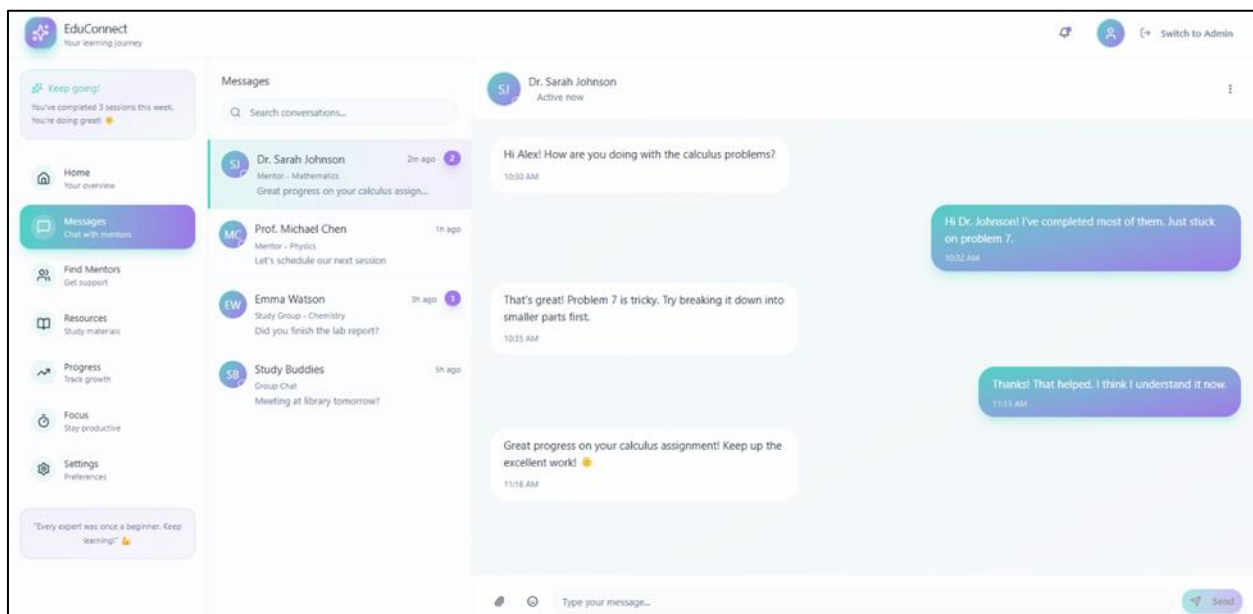 EduConnect
Your learning journey
Switch to Admin
Keep going!
You've completed 3 sessions this week.
You're doing great! 🌟
Home
Your overview
Messages
Chat with mentors
Find Mentors
Get support
Resources
Study materials
Progress
Track growth
Focus
Stay productive
Settings
Preferences
"Every expert was once a beginner. Keep
learning!" 💪
Messages
Search conversations...
SJ
Dr. Sarah Johnson
2m ago
2
Mentor - Mathematics
Great progress on your calculus assign...
MC
Prof. Michael Chen
1h ago
Mentor - Physics
Let's schedule our next session
EW
Emma Watson
3h ago
1
Study Group - Chemistry
Did you finish the lab report?
SB
Study Buddies
5h ago
Group Chat
Meeting at library tomorrow?
SJ
Dr. Sarah Johnson
Active now
Hi Alex! How are you doing with the calculus problems?
10:30 AM
Hi Dr. Johnson! I've completed most of them. Just stuck
on problem 7.
10:32 AM
That's great! Problem 7 is tricky. Try breaking it down into
smaller parts first.
10:35 AM
Thanks! That helped. I think I understand it now.
11:15 AM
Great progress on your calculus assignment! Keep up the
excellent work! 🌟
11:16 AM
Type your message...
Send